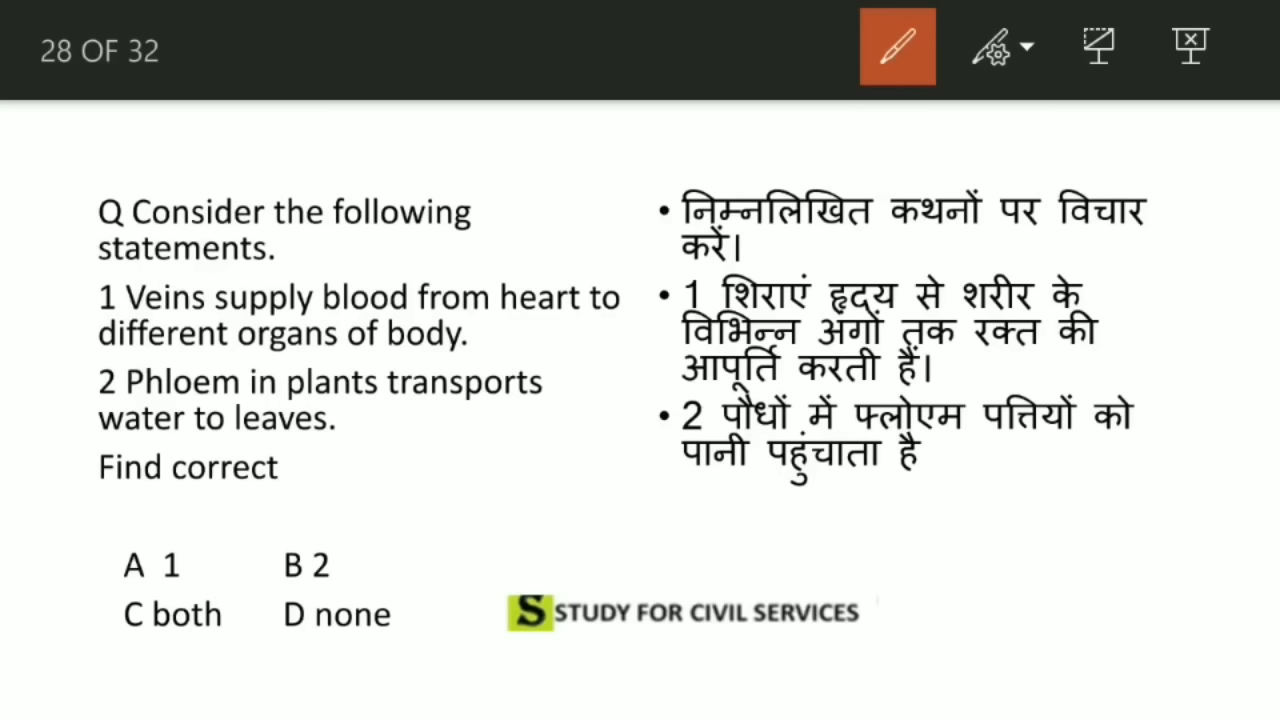 28 OF 32
Q Consider the following
statements.
1 Veins supply blood from heart to
different organs of body.
2 Phloem in plants transports
water to leaves.
Find correct
A 1 B 2
C both D none
• निम्नलिखित कथनों पर विचार
करें।
• 1 शिराएं हृदय से शरीर के
विभिन्न अंगों तक रक्त की
आपूर्ति करती हैं।
• 2 पौधों में फ्लोएम पत्तियों को
पानी पहुंचाता है
S STUDY FOR CIVIL SERVICES